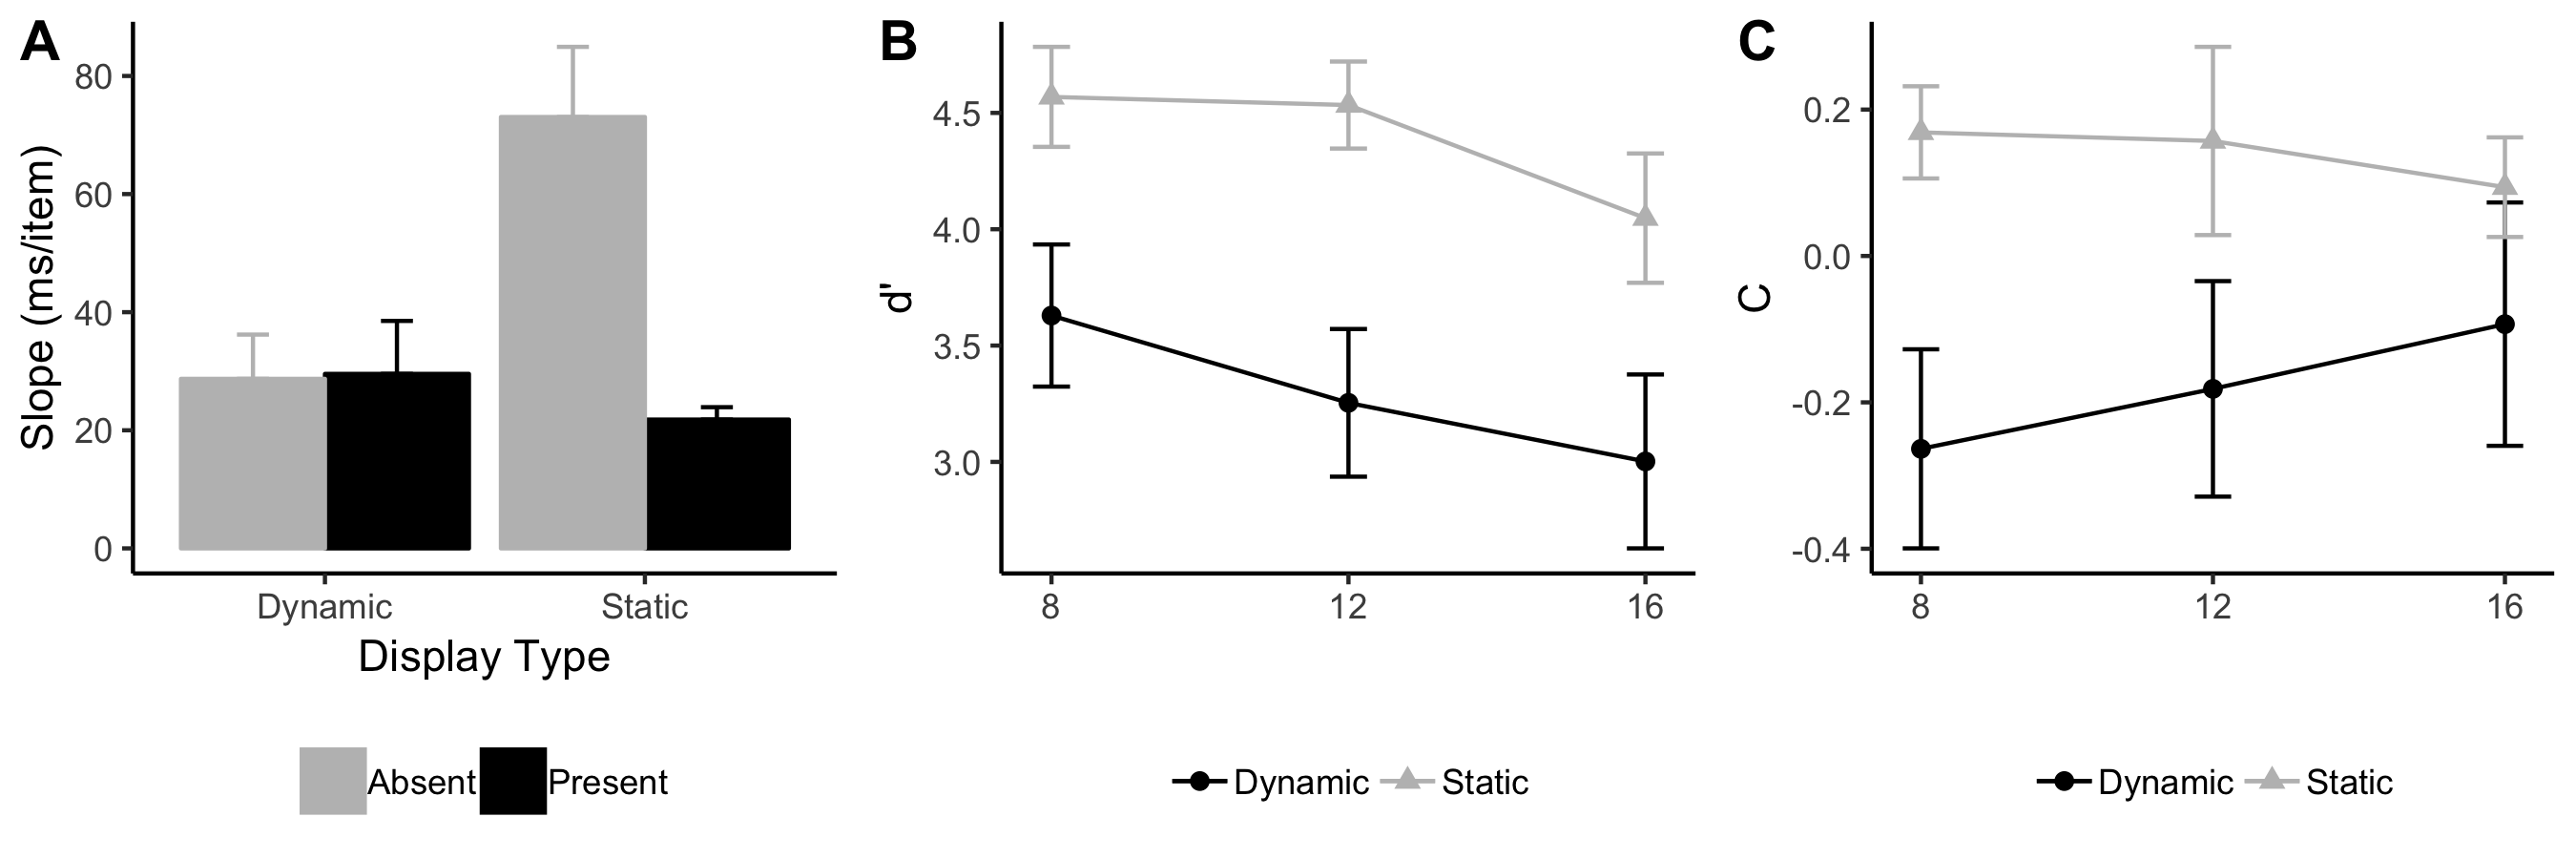 A
Slope (ms/item)
80
60
40
20
0
Dynamic Static
Display Type
Absent Present
B
d'
4.5
4.0
3.5
3.0
8 12 16
Dynamic Static
C
C
0.2
0.0
-0.2
-0.4
8 12 16
Dynamic Static